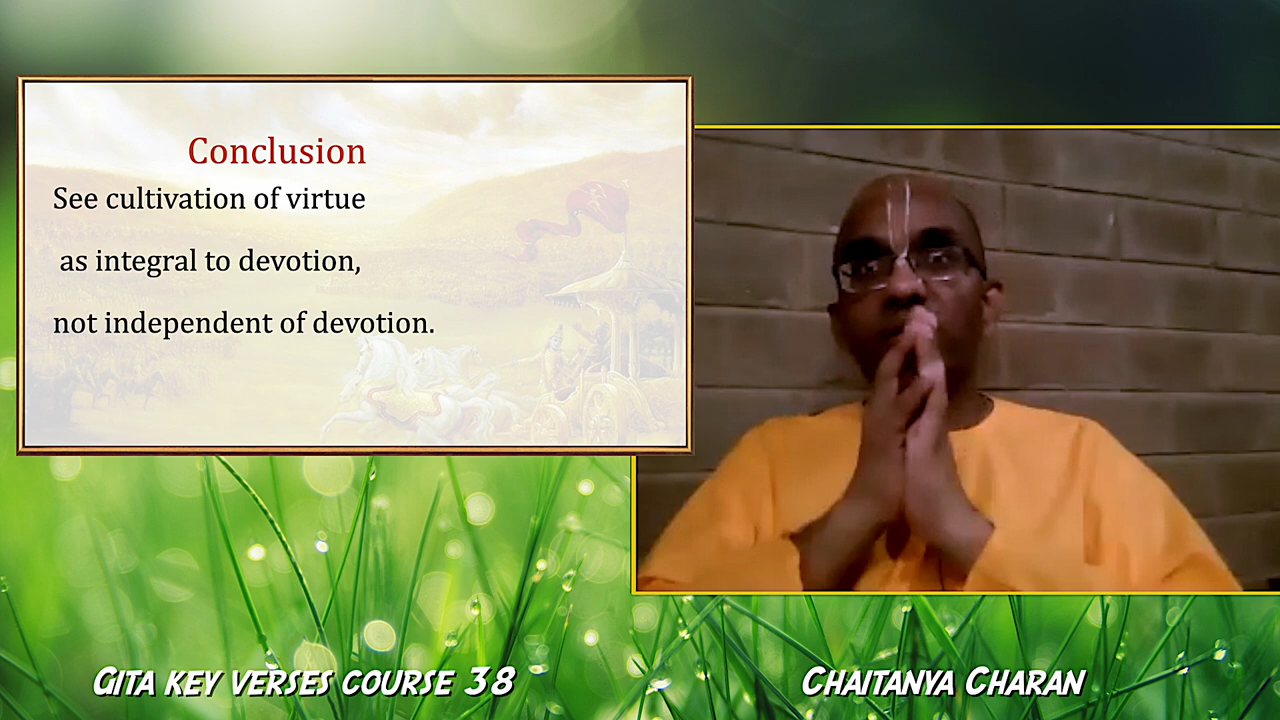 Conclusion
See cultivation of virtue
as integral to devotion,
not independent of devotion.
Gita key verses course 38
Chaitanya Charan